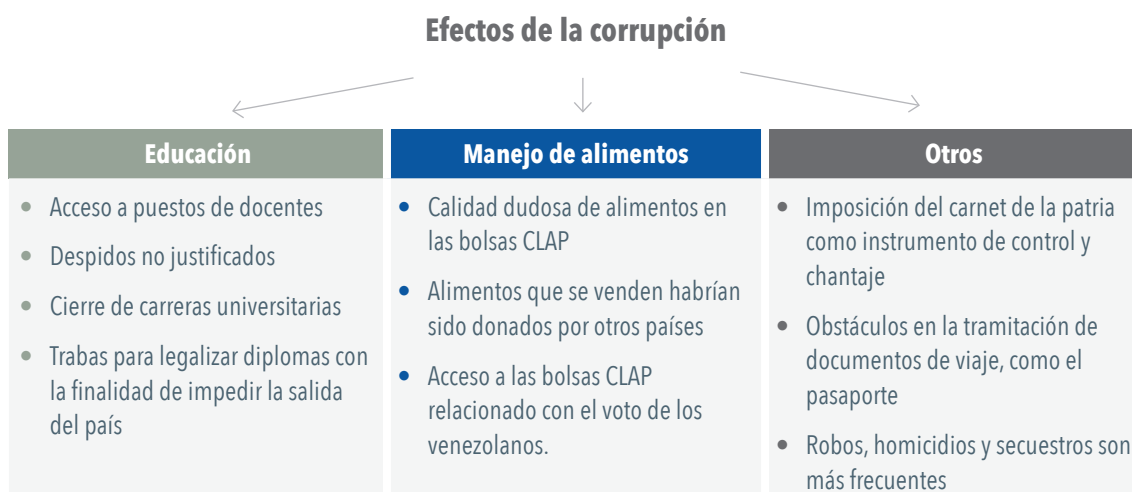 Efectos de la corrupción
Educación
Acceso a puestos de docentes
Despidos no justificados
Cierre de carreras universitarias
Trabas para legalizar diplomas con
la finalidad de impedir la salida
del país
Manejo de alimentos
Calidad dudosa de alimentos en
las bolsas CLAP
Alimentos que se venden habrían
sido donados por otros países
Acceso a las bolsas CLAP
relacionado con el voto de los
venezolanos.
Otros
Imposición del carnet de la patria
como instrumento de control y
chantaje
Obstáculos en la tramitación de
documentos de viaje, como el
pasaporte
Robos, homicidios y secuestros son
más frecuentes